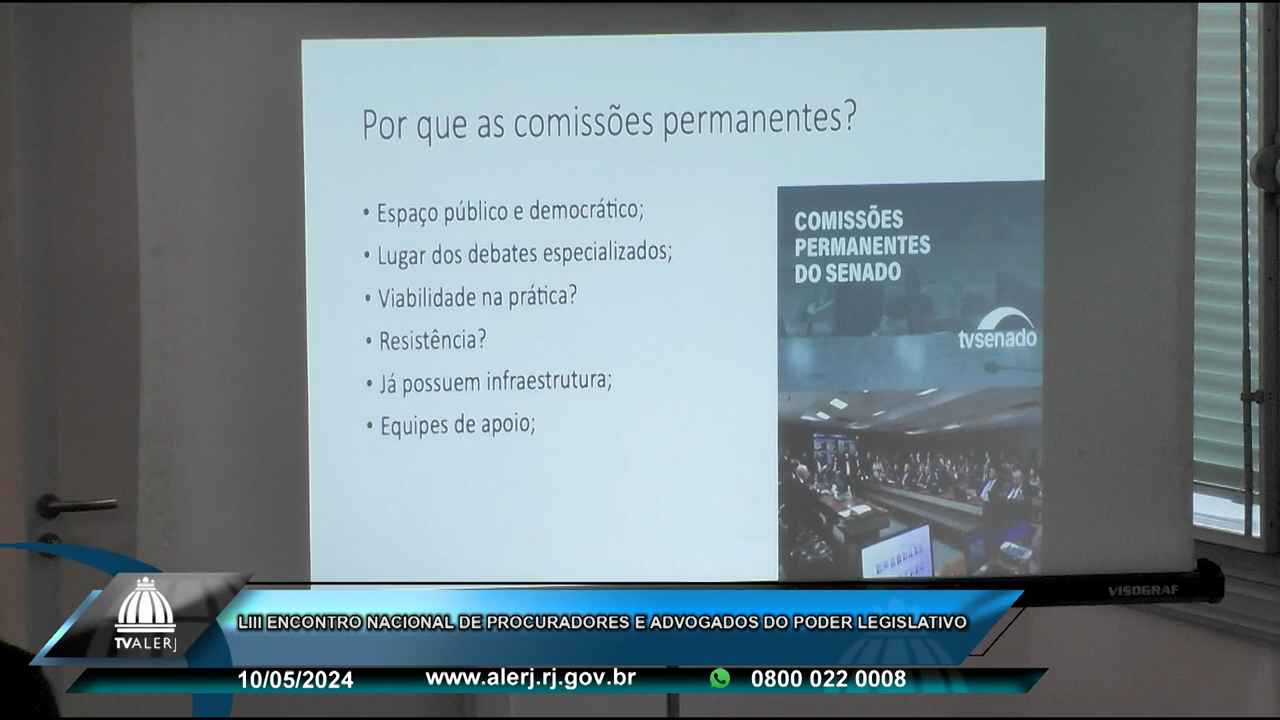 Por que as comissões permanentes?
• Espaço público e democrático;
• Lugar dos debates especializados;
• Viabilidade na prática?
• Resistência?
• Já possuem infraestrutura;
• Equipes de apoio;
COMISSÕES
PERMANENTES
DO SENADO
tvsenado
VISOGRAF
TVALERJ
LIII ENCONTRO NACIONAL DE PROCURADORES E ADVOGADOS DO PODER LEGISLATIVO
10/05/2024 www.alerj.rj.gov.br 0800 022 0008